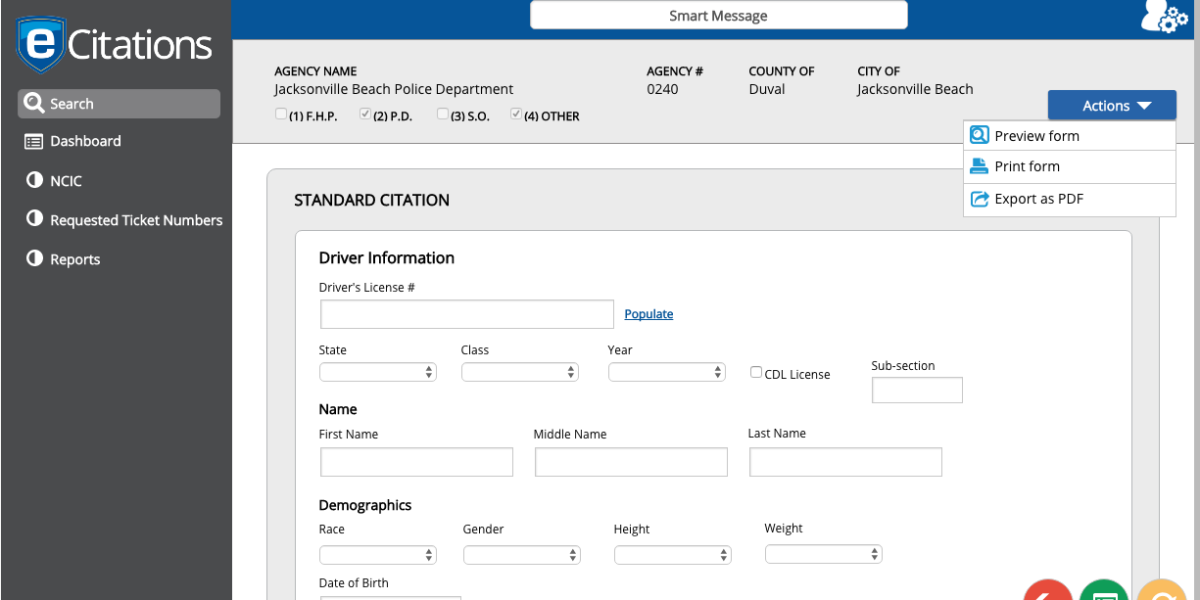 eCitations
Search
Dashboard
NCIC
Requested Ticket Numbers
Reports
Smart Message
AGENCY NAME
Jacksonville Beach Police Department
AGENCY #
0240
COUNTY OF
Duval
CITY OF
Jacksonville Beach
(1) F.H.P. (2) P.D. (3) S.O. (4) OTHER
Actions
Preview form
Print form
Export as PDF
STANDARD CITATION
Driver Information
Driver's License #
Populate
State Class Year CDL License Sub-section
Name
First Name Middle Name Last Name
Demographics
Race Gender Height Weight
Date of Birth